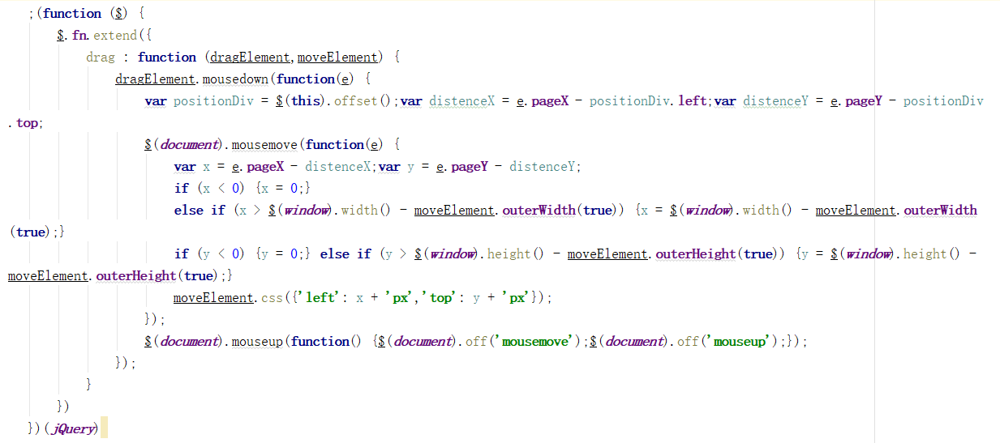 ;(function ($) {
$.fn.extend({
drag : function (dragElement,moveElement) {
dragElement.mousedown(function(e) {
var positionDiv = $(this).offset();var distenceX = e.pageX - positionDiv.left;var distenceY = e.pageY - positionDiv
.top;
$(document).mousemove(function(e) {
var x = e.pageX - distenceX;var y = e.pageY - distenceY;
if (x < 0) {x = 0;}
else if (x > $(window).width() - moveElement.outerWidth(true)) {x = $(window).width() - moveElement.outerWidth
(true);}
if (y < 0) {y = 0;} else if (y > $(window).height() - moveElement.outerHeight(true)) {y = $(window).height() -
moveElement.outerHeight(true);}
moveElement.css({'left': x + 'px','top': y + 'px'});
});
$(document).mouseup(function() {$(document).off('mousemove');$(document).off('mouseup');});
});
}
})
})(jQuery)